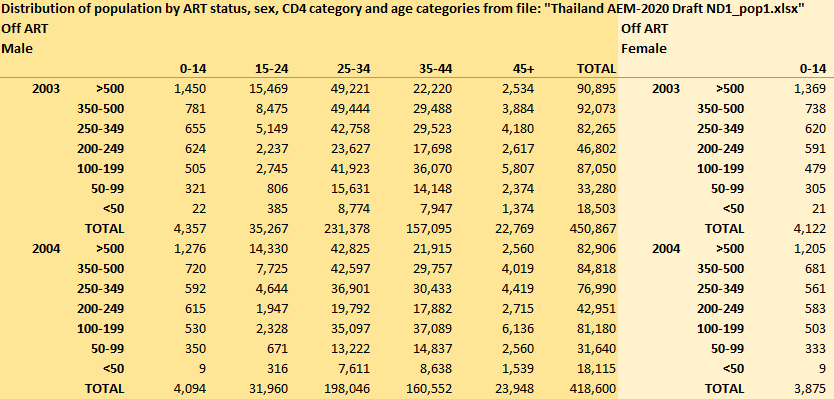 Distribution of population by ART status, sex, CD4 category and age categories from file: "Thailand AEM-2020 Draft ND1_pop1.xlsx"
Off ART Off ART
Male Female
0-14 15-24 25-34 35-44 45+ TOTAL 0-14
2003 >500 1,450 15,469 49,221 22,220 2,534 90,895 2003 >500 1,369
350-500 781 8,475 49,444 29,488 3,884 92,073 350-500 738
250-349 655 5,149 42,758 29,523 4,180 82,265 250-349 620
200-249 624 2,237 23,627 17,698 2,617 46,802 200-249 591
100-199 505 2,745 41,923 36,070 5,807 87,050 100-199 479
50-99 321 806 15,631 14,148 2,374 33,280 50-99 305
<50 22 385 8,774 7,947 1,374 18,503 <50 21
TOTAL 4,357 35,267 231,378 157,095 22,769 450,867 TOTAL 4,122
2004 >500 1,276 14,330 42,825 21,915 2,560 82,906 2004 >500 1,205
350-500 720 7,725 42,597 29,757 4,019 84,818 350-500 681
250-349 592 4,644 36,901 30,433 4,419 76,990 250-349 561
200-249 615 1,947 19,792 17,882 2,715 42,951 200-249 583
100-199 530 2,328 35,097 37,089 6,136 81,180 100-199 503
50-99 350 671 13,222 14,837 2,560 31,640 50-99 333
<50 9 316 7,611 8,638 1,539 18,115 <50 9
TOTAL 4,094 31,960 198,046 160,552 23,948 418,600 TOTAL 3,875